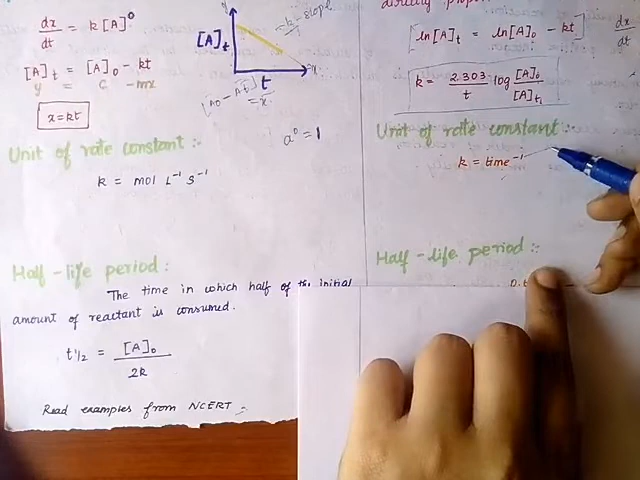 dx/dt = k[A]⁰
[A]t = [A]₀ - kt
y = c - mx
x = kt
[A]t
y
-k = slope
x
t
a⁰ = 1
Unit of rate constant :-
k = mol L⁻¹ s⁻¹
Half-life period :
The time in which half of the initial
amount of reactant is consumed.
t½ = [A]₀/2k
Read examples from NCERT
ln[A]t = ln[A]₀ - kt
dx/dt
k = 2.303/t log [A]₀/[A]t
Unit of rate constant :-
k = time⁻¹
Half-life period :-